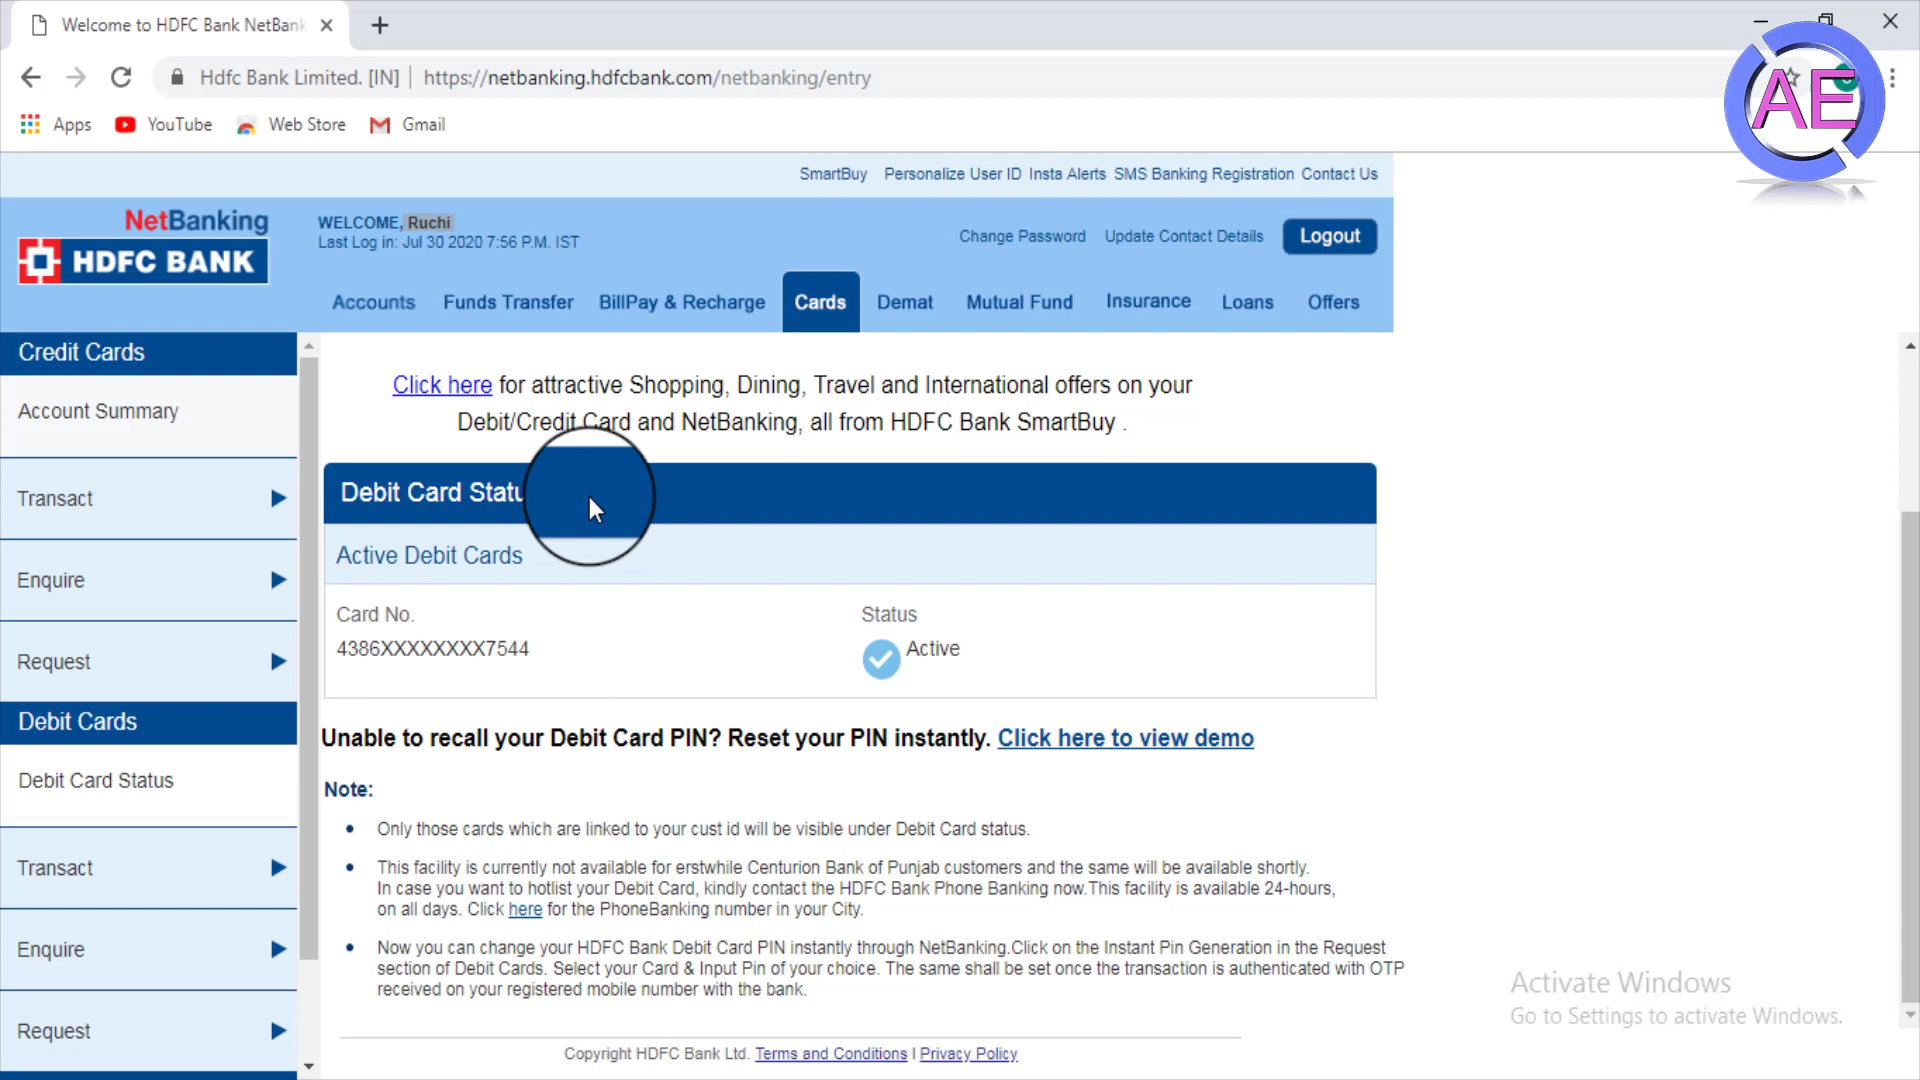 Welcome to HDFC Bank NetBank
Hdfc Bank Limited. [IN] https://netbanking.hdfcbank.com/netbanking/entry
Apps YouTube Web Store Gmail
AE
SmartBuy Personalize User ID Insta Alerts SMS Banking Registration Contact Us
NetBanking
HDFC BANK
WELCOME, Ruchi
Last Log in: Jul 30 2020 7:56 P.M. IST
Change Password Update Contact Details Logout
Accounts Funds Transfer BillPay & Recharge Cards Demat Mutual Fund Insurance Loans Offers
Credit Cards
Account Summary
Transact
Enquire
Request
Debit Cards
Debit Card Status
Transact
Enquire
Request
Click here for attractive Shopping, Dining, Travel and International offers on your
Debit/Credit Card and NetBanking, all from HDFC Bank SmartBuy .
Debit Card Statu
Active Debit Cards
Card No. Status
4386XXXXXXXX7544 Active
Unable to recall your Debit Card PIN? Reset your PIN instantly. Click here to view demo
Note:
Only those cards which are linked to your cust id will be visible under Debit Card status.
This facility is currently not available for erstwhile Centurion Bank of Punjab customers and the same will be available shortly.
In case you want to hotlist your Debit Card, kindly contact the HDFC Bank Phone Banking now.This facility is available 24-hours,
on all days. Click here for the PhoneBanking number in your City.
Now you can change your HDFC Bank Debit Card PIN instantly through NetBanking.Click on the Instant Pin Generation in the Request
section of Debit Cards. Select your Card & Input Pin of your choice. The same shall be set once the transaction is authenticated with OTP
received on your registered mobile number with the bank.
Copyright HDFC Bank Ltd. Terms and Conditions I Privacy Policy
Activate Windows
Go to Settings to activate Windows.